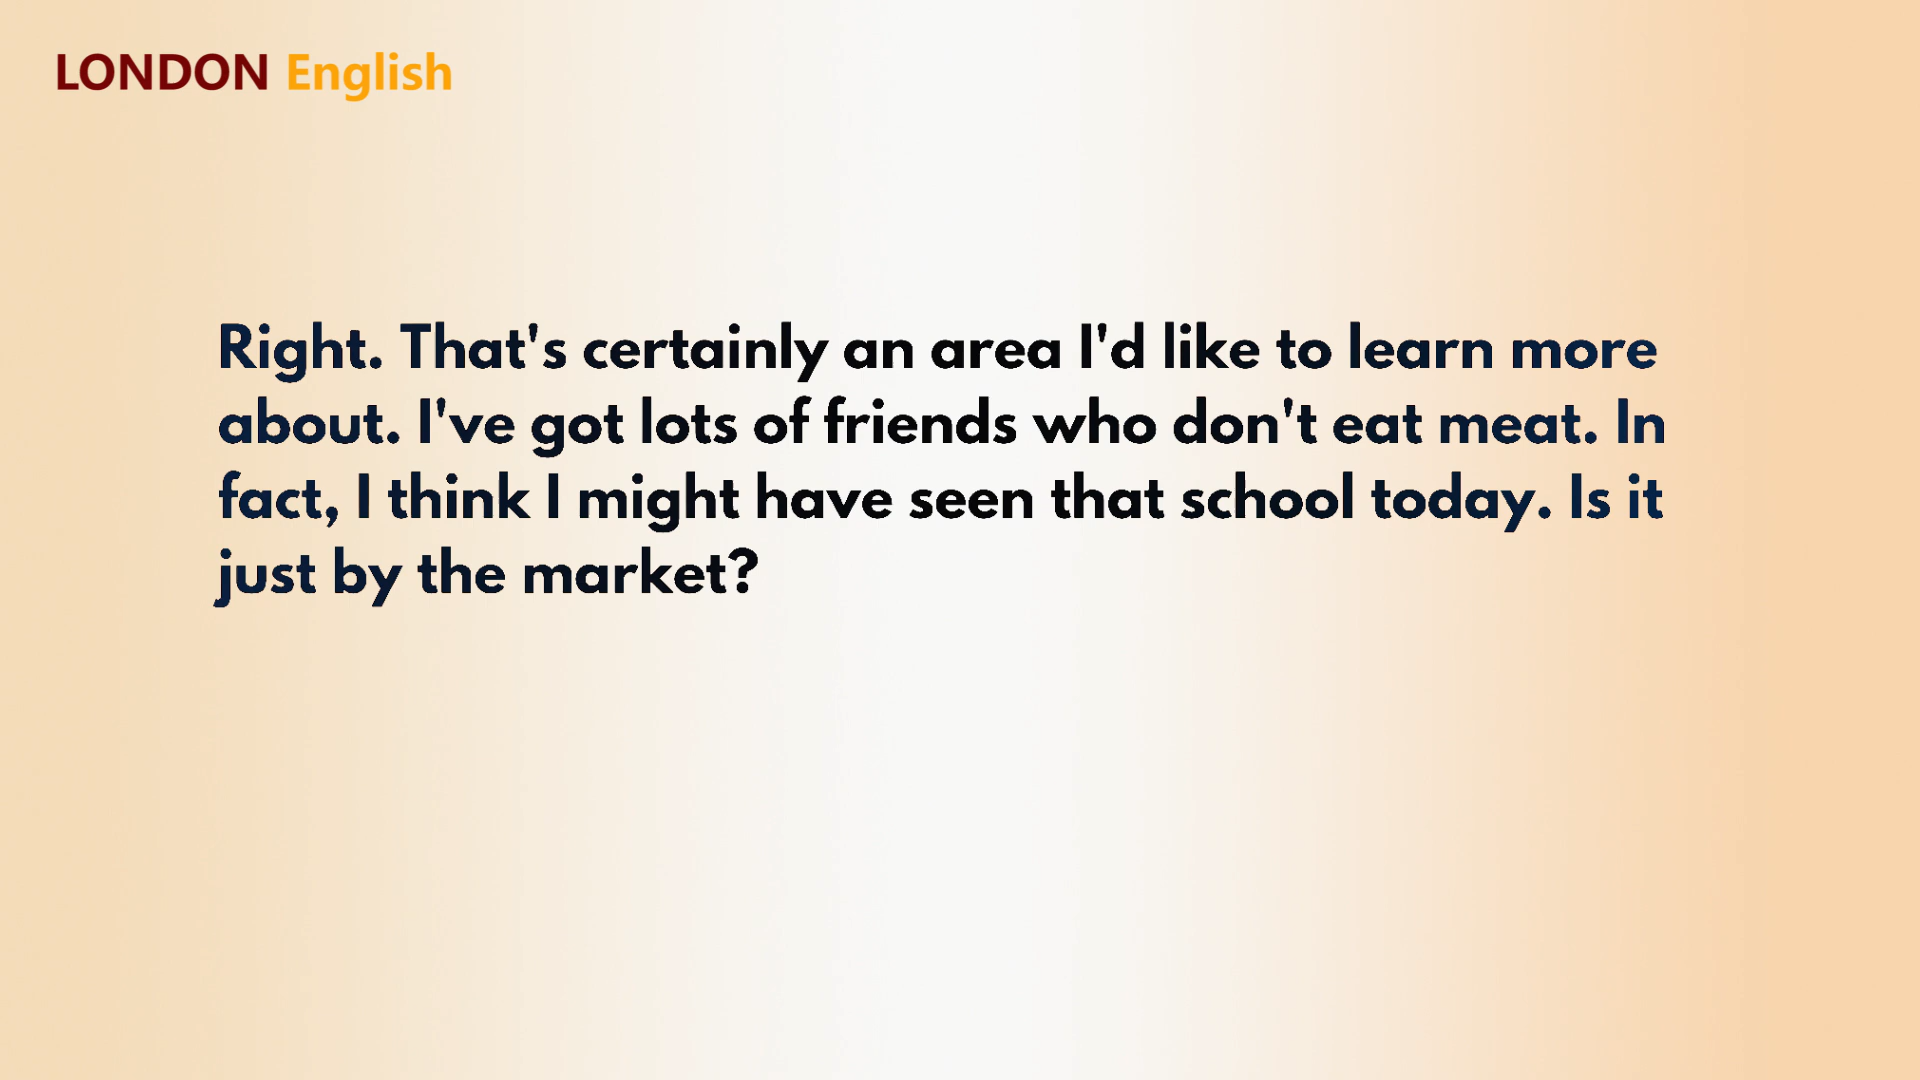 LONDON English
Right. That's certainly an area I'd like to learn more
about. I've got lots of friends who don't eat meat. In
fact, I think I might have seen that school today. Is it
just by the market?